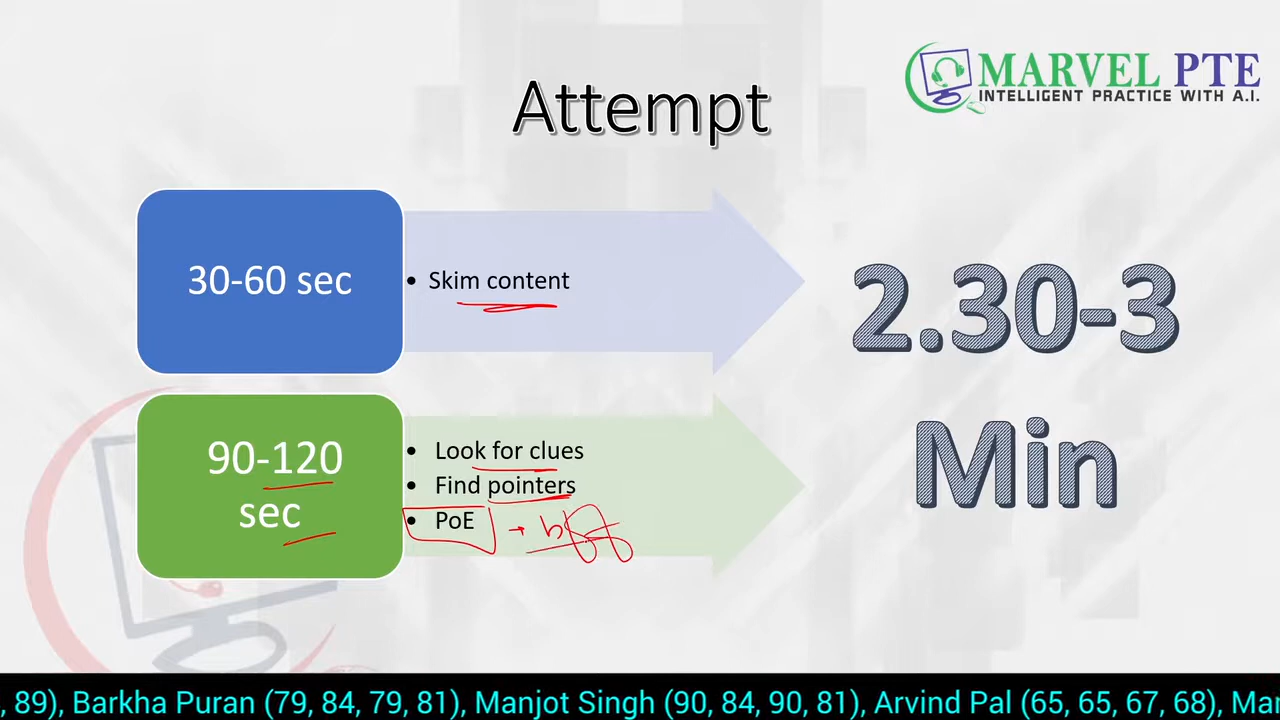 MARVEL PTE
INTELLIGENT PRACTICE WITH A.I.
Attempt
30-60 sec
• Skim content
2.30-3
Min
90-120
sec
• Look for clues
• Find pointers
• PoE
, 89), Barkha Puran (79, 84, 79, 81), Manjot Singh (90, 84, 90, 81), Arvind Pal (65, 65, 67, 68), Mar